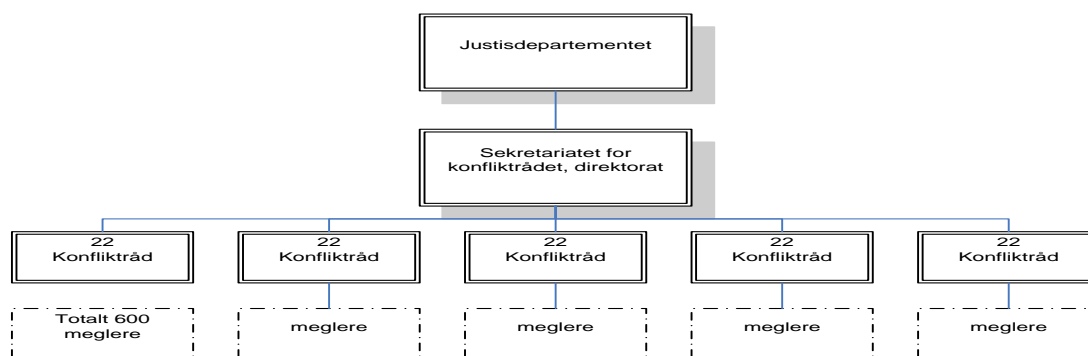 Justisdepartementet
Sekretariatet for
konfliktrådet, direktorat
22
Konfliktråd
22
Konfliktråd
22
Konfliktråd
22
Konfliktråd
22
Konfliktråd
Totalt 600
meglere
meglere
meglere
meglere
meglere